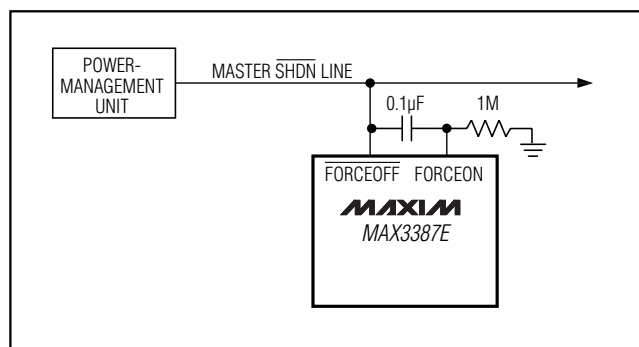 POWER-
MANAGEMENT
UNIT
MASTER SHDN LINE
0.1μF
1M
FORCEOFF FORCEON
MAXIM
MAX3387E